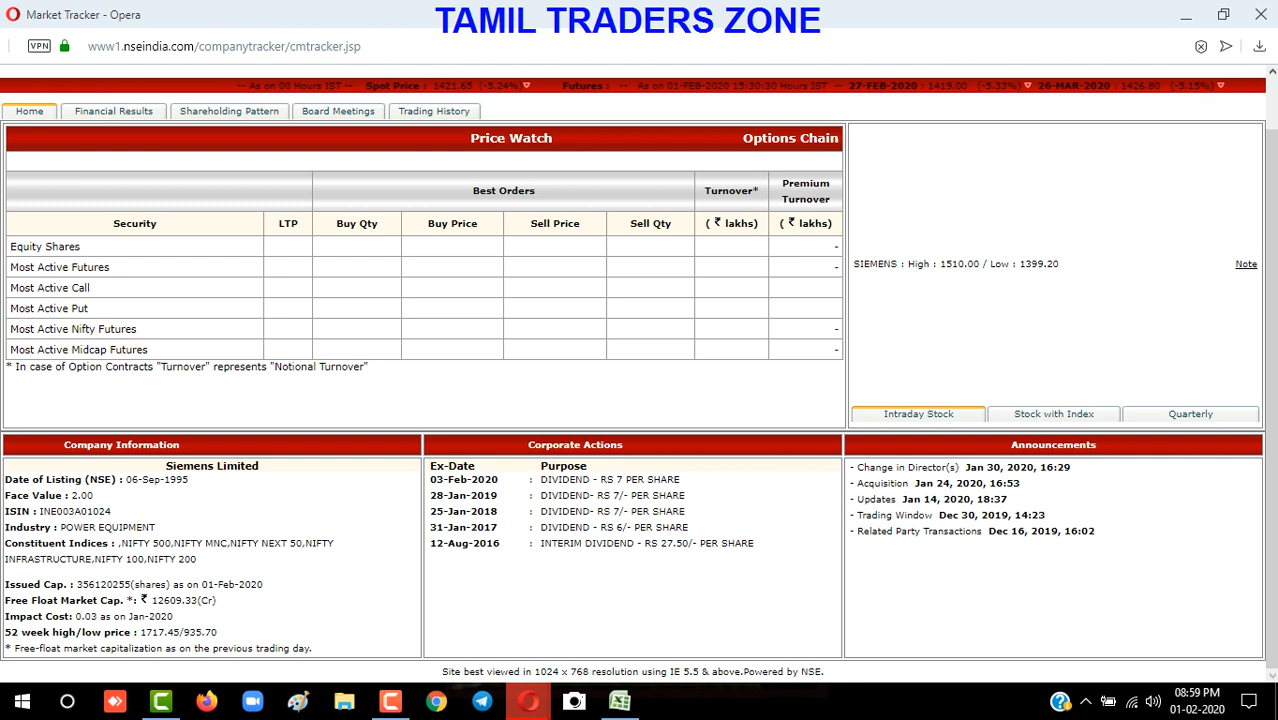 Market Tracker - Opera
TAMIL TRADERS ZONE
VPN www1.nseindia.com/companytracker/cmtracker.jsp
-- As on 00 Hours IST -- Spot Price : 1421.65 (-5.24%) Futures : -- As on 01-FEB-2020 15:30:30 Hours IST -- 27-FEB-2020 : 1419.00 (-5.33%) 26-MAR-2020 : 1426.80 (-5.15%)
Home Financial Results Shareholding Pattern Board Meetings Trading History
Price Watch Options Chain
Best Orders Turnover* Premium Turnover
Security LTP Buy Qty Buy Price Sell Price Sell Qty ( ₹ lakhs) ( ₹ lakhs)
Equity Shares -
Most Active Futures -
Most Active Call
Most Active Put
Most Active Nifty Futures -
Most Active Midcap Futures -
* In case of Option Contracts "Turnover" represents "Notional Turnover"
SIEMENS : High : 1510.00 / Low : 1399.20 Note
Intraday Stock Stock with Index Quarterly
Company Information
Siemens Limited
Date of Listing (NSE) : 06-Sep-1995
Face Value : 2.00
ISIN : INE003A01024
Industry : POWER EQUIPMENT
Constituent Indices : ,NIFTY 500,NIFTY MNC,NIFTY NEXT 50,NIFTY
INFRASTRUCTURE,NIFTY 100,NIFTY 200
Issued Cap. : 356120255(shares) as on 01-Feb-2020
Free Float Market Cap. *: ₹ 12609.33(Cr)
Impact Cost: 0.03 as on Jan-2020
52 week high/low price : 1717.45/935.70
* Free-float market capitalization as on the previous trading day.
Corporate Actions
Ex-Date Purpose
03-Feb-2020 : DIVIDEND - RS 7 PER SHARE
28-Jan-2019 : DIVIDEND- RS 7/- PER SHARE
25-Jan-2018 : DIVIDEND- RS 7/- PER SHARE
31-Jan-2017 : DIVIDEND - RS 6/- PER SHARE
12-Aug-2016 : INTERIM DIVIDEND - RS 27.50/- PER SHARE
Announcements
- Change in Director(s) Jan 30, 2020, 16:29
- Acquisition Jan 24, 2020, 16:53
- Updates Jan 14, 2020, 18:37
- Trading Window Dec 30, 2019, 14:23
- Related Party Transactions Dec 16, 2019, 16:02
Site best viewed in 1024 x 768 resolution using IE 5.5 & above.Powered by NSE.
08:59 PM
01-02-2020